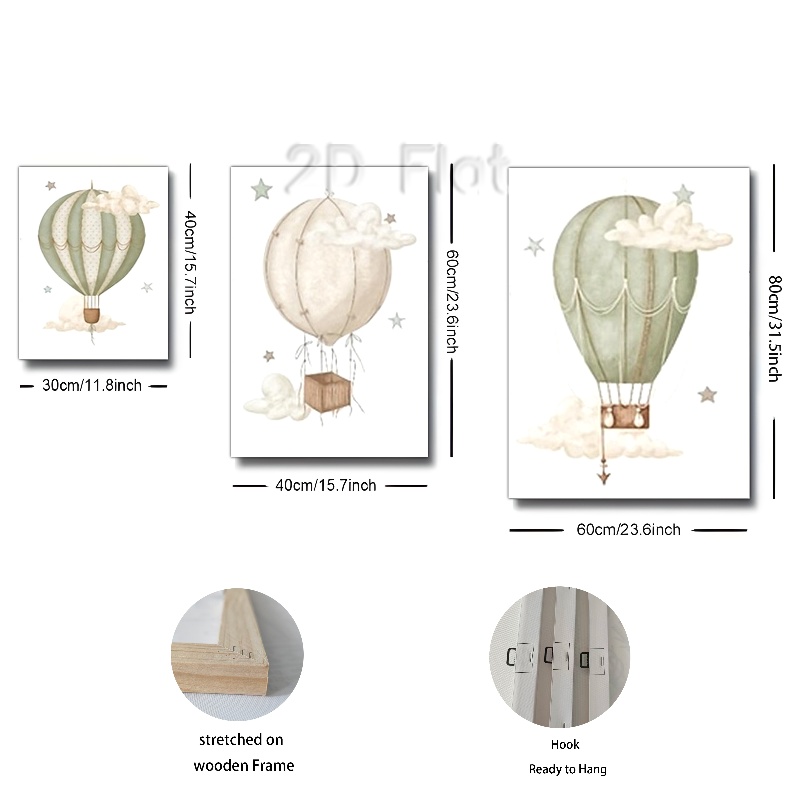 2D Flat
40cm/15.7inch
30cm/11.8inch
60cm/23.6inch
40cm/15.7inch
80cm/31.5inch
60cm/23.6inch
stretched on
wooden Frame
Hook
Ready to Hang